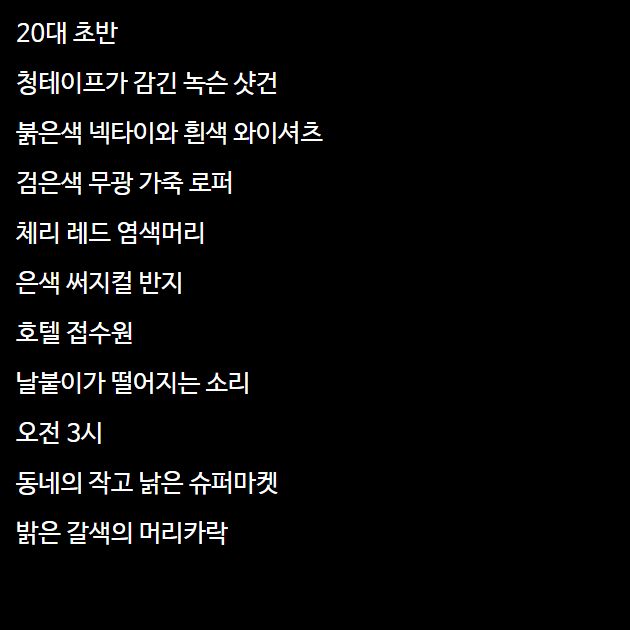 20대 초반
청테이프가 감긴 녹슨 샷건
붉은색 넥타이와 흰색 와이셔츠
검은색 무광 가죽 로퍼
체리 레드 염색머리
은색 써지컬 반지
호텔 접수원
날붙이가 떨어지는 소리
오전 3시
동네의 작고 낡은 슈퍼마켓
밝은 갈색의 머리카락